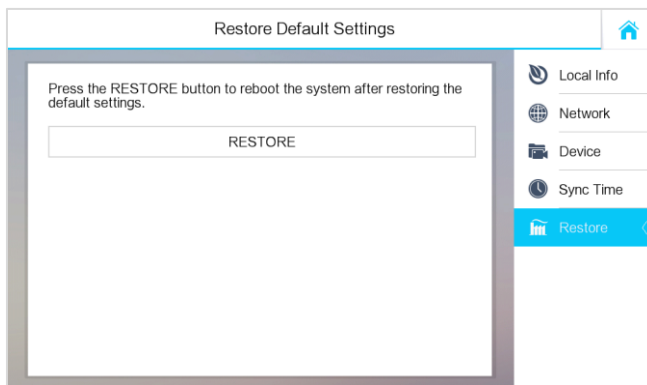 Restore Default Settings
Press the RESTORE button to reboot the system after restoring the
default settings.
RESTORE
Local Info
Network
Device
Sync Time
Restore